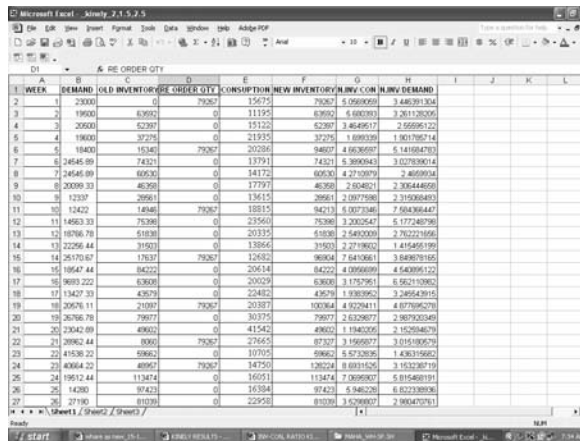 Microsoft Excel - _kinely_2,1.5,2.5
File Edit View Insert Format Tools Data Window Help Adobe PDF
Arial 10
D1 RE ORDER QTY
A B C D E F G H I J K L
1 WEEK DEMAND OLD INVENTORY RE ORDER QTY CONSUPTION NEW INVENTORY N.INV/CON N.INV/DEMAND
2 1 23000 0 79267 15675 79267 5.0569059 3.446391304
3 2 19500 63592 0 11195 63592 5.680393 3.261128205
4 3 20500 52397 0 15122 52397 3.4649517 2.55595122
5 4 19600 37275 0 21935 37275 1.699339 1.901785714
6 5 18400 15340 79267 20286 94607 4.6636597 5.141684783
7 6 24545.89 74321 0 13791 74321 5.3890943 3.027839014
8 7 24545.89 60530 0 14172 60530 4.2710979 2.4659934
9 8 20099.33 46358 0 17797 46358 2.604821 2.306444658
10 9 12337 28561 0 13615 28561 2.0977598 2.315068493
11 10 12422 14946 79267 18815 94213 5.0073346 7.584366447
12 11 14563.33 75398 0 23560 75398 3.2002547 5.177248798
13 12 18766.78 51838 0 20335 51838 2.5492009 2.762221656
14 13 22256.44 31503 0 13866 31503 2.2719602 1.415455199
15 14 25170.67 17637 79267 12682 96904 7.6410661 3.849878165
16 15 18547.44 84222 0 20614 84222 4.0856699 4.540895122
17 16 9693.222 63608 0 20029 63608 3.1757951 6.562110982
18 17 13427.33 43579 0 22482 43579 1.9383952 3.245543915
19 18 20576.11 21097 79267 20387 100364 4.9229411 4.877695278
20 19 26766.78 79977 0 30375 79977 2.6329877 2.987920349
21 20 23042.89 49602 0 41542 49602 1.1940205 2.152594679
22 21 28962.44 8060 79267 27665 87327 3.1565877 3.015180579
23 22 41538.22 59662 0 10705 59662 5.5732835 1.436315682
24 23 40664.22 48957 79267 14750 128224 8.6931525 3.153238719
25 24 19512.44 113474 0 16051 113474 7.0695907 5.815468191
26 25 14280 97423 0 16384 97423 5.946228 6.822338936
27 26 27190 81039 0 22958 81039 3.5298807 2.980470761
Sheet1 / Sheet2 / Sheet3
Ready NUM
start